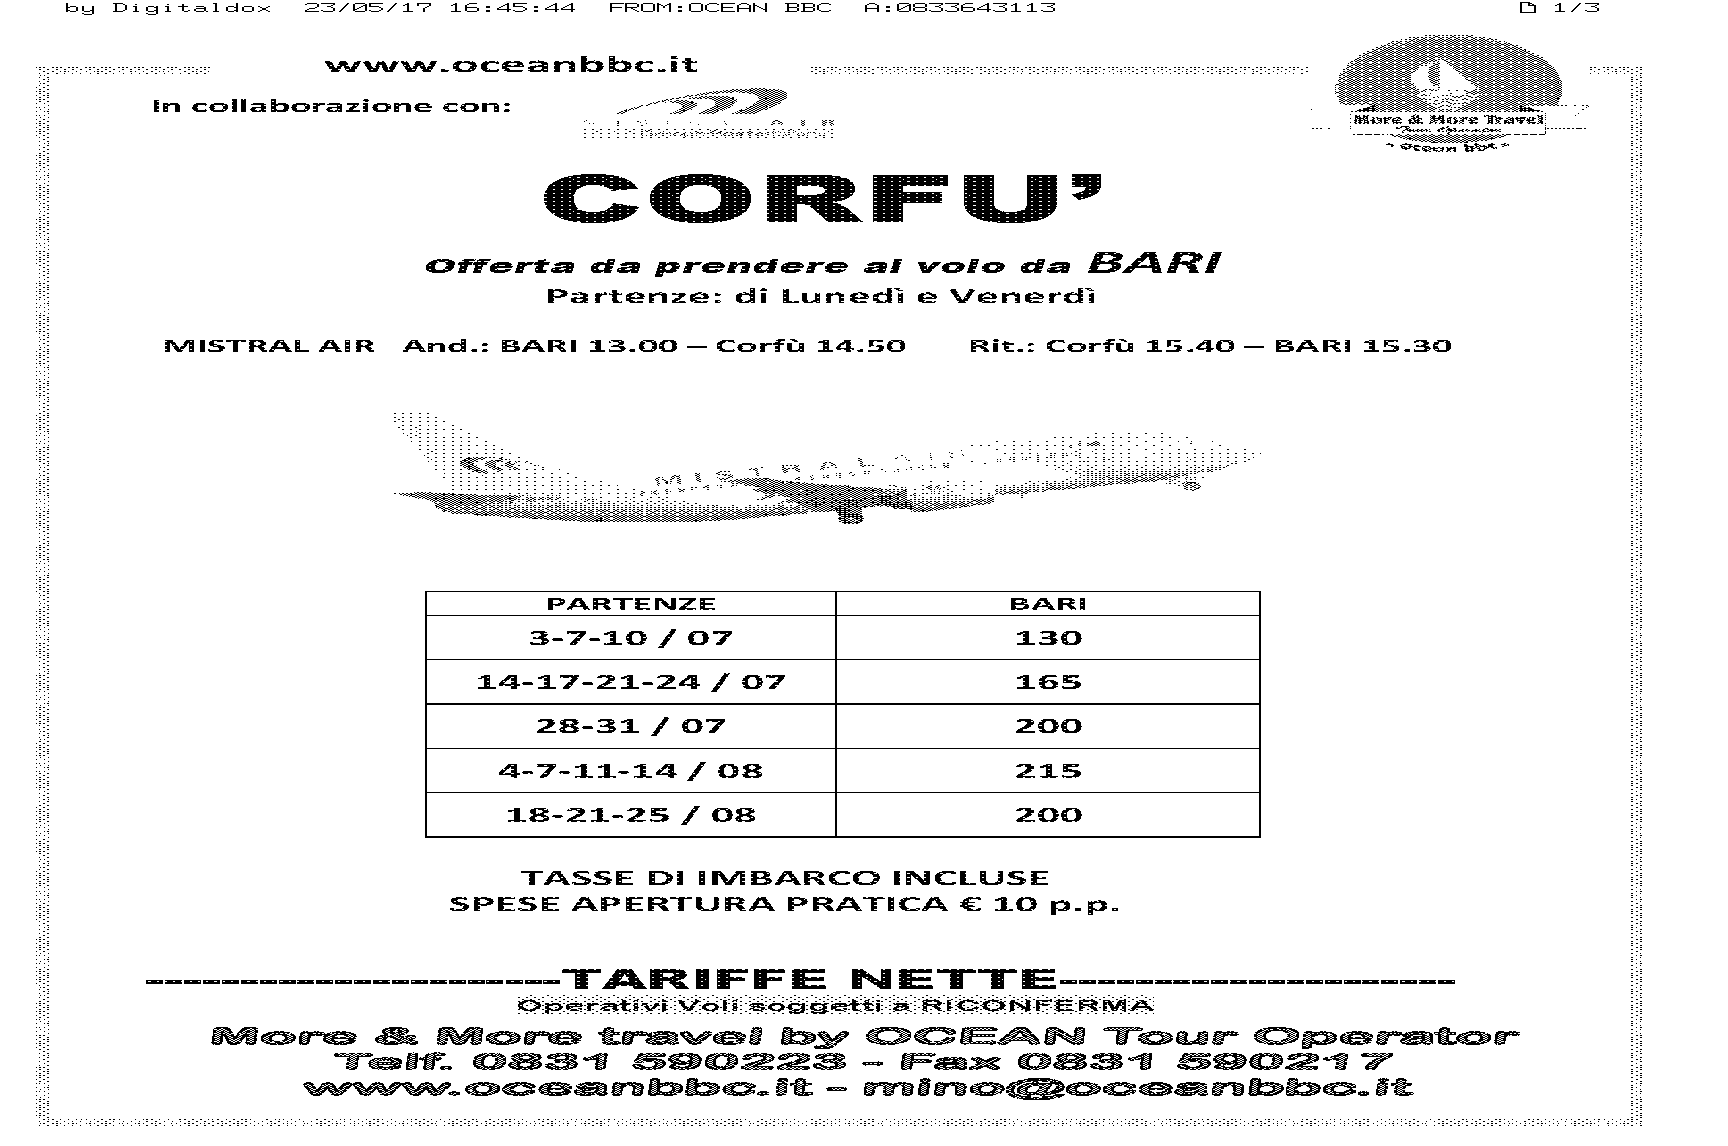 by Digitaldox 23/05/17 16:45:44 FROM:OCEAN BBC A:0833643113 1/3
www.oceanbbc.it
In collaborazione con:
More & More Travel
Tour Operator
Ocean bbc
CORFU'
Offerta da prendere al volo da BARI
Partenze: di Lunedì e Venerdì
MISTRAL AIR And.: BARI 13.00 – Corfù 14.50 Rit.: Corfù 15.40 – BARI 15.30
MISTRAL AIR
PARTENZE BARI
3-7-10 / 07 130
14-17-21-24 / 07 165
28-31 / 07 200
4-7-11-14 / 08 215
18-21-25 / 08 200
TASSE DI IMBARCO INCLUSE
SPESE APERTURA PRATICA € 10 p.p.
----------------------TARIFFE NETTE---------------------
Operativi Voli soggetti a RICONFERMA
More & More travel by OCEAN Tour Operator
Telf. 0831 590223 - Fax 0831 590217
www.oceanbbc.it - mino@oceanbbc.it